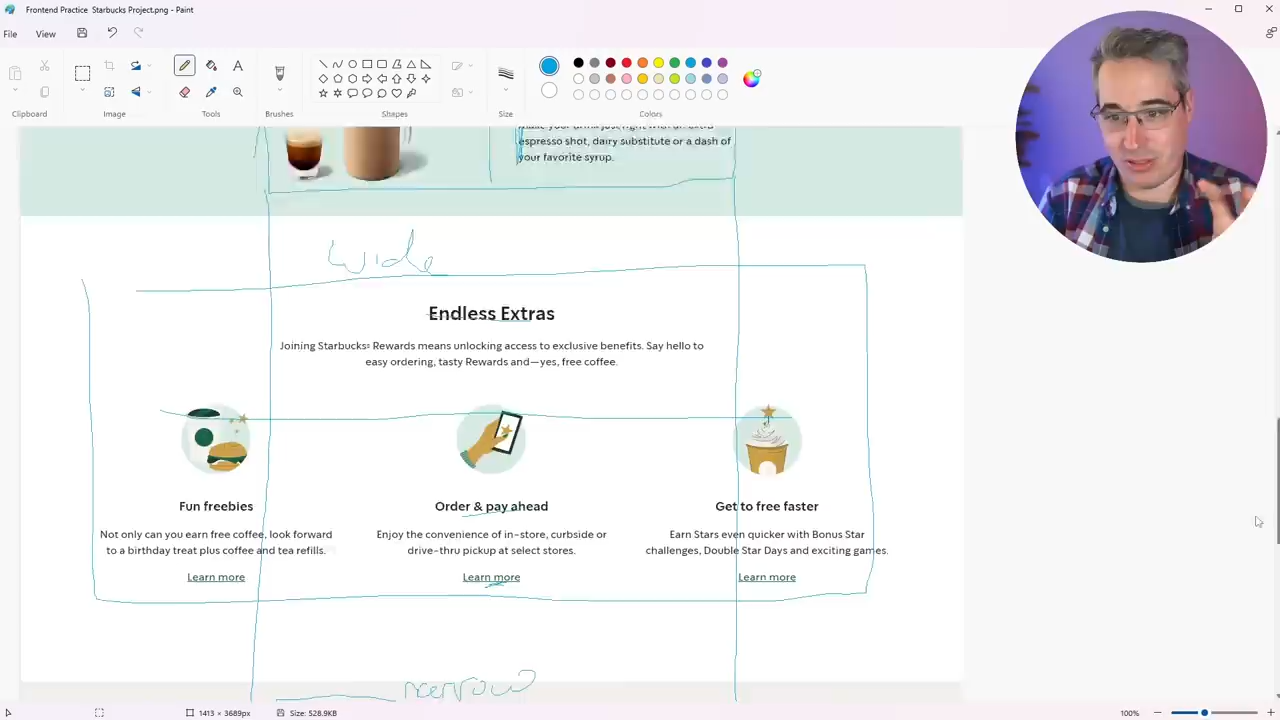 Frontend Practice Starbucks Project.png - Paint
File View
Clipboard Image Tools Brushes Shapes Size Colors
espresso shot, dairy substitute or a dash of
your favorite syrup.
wide
Endless Extras
Joining Starbucks® Rewards means unlocking access to exclusive benefits. Say hello to
easy ordering, tasty Rewards and—yes, free coffee.
Fun freebies
Not only can you earn free coffee, look forward
to a birthday treat plus coffee and tea refills.
Learn more
Order & pay ahead
Enjoy the convenience of in-store, curbside or
drive-thru pickup at select stores.
Learn more
Get to free faster
Earn Stars even quicker with Bonus Star
challenges, Double Star Days and exciting games.
Learn more
narrow
1413 × 3689px Size: 528.9KB 100%